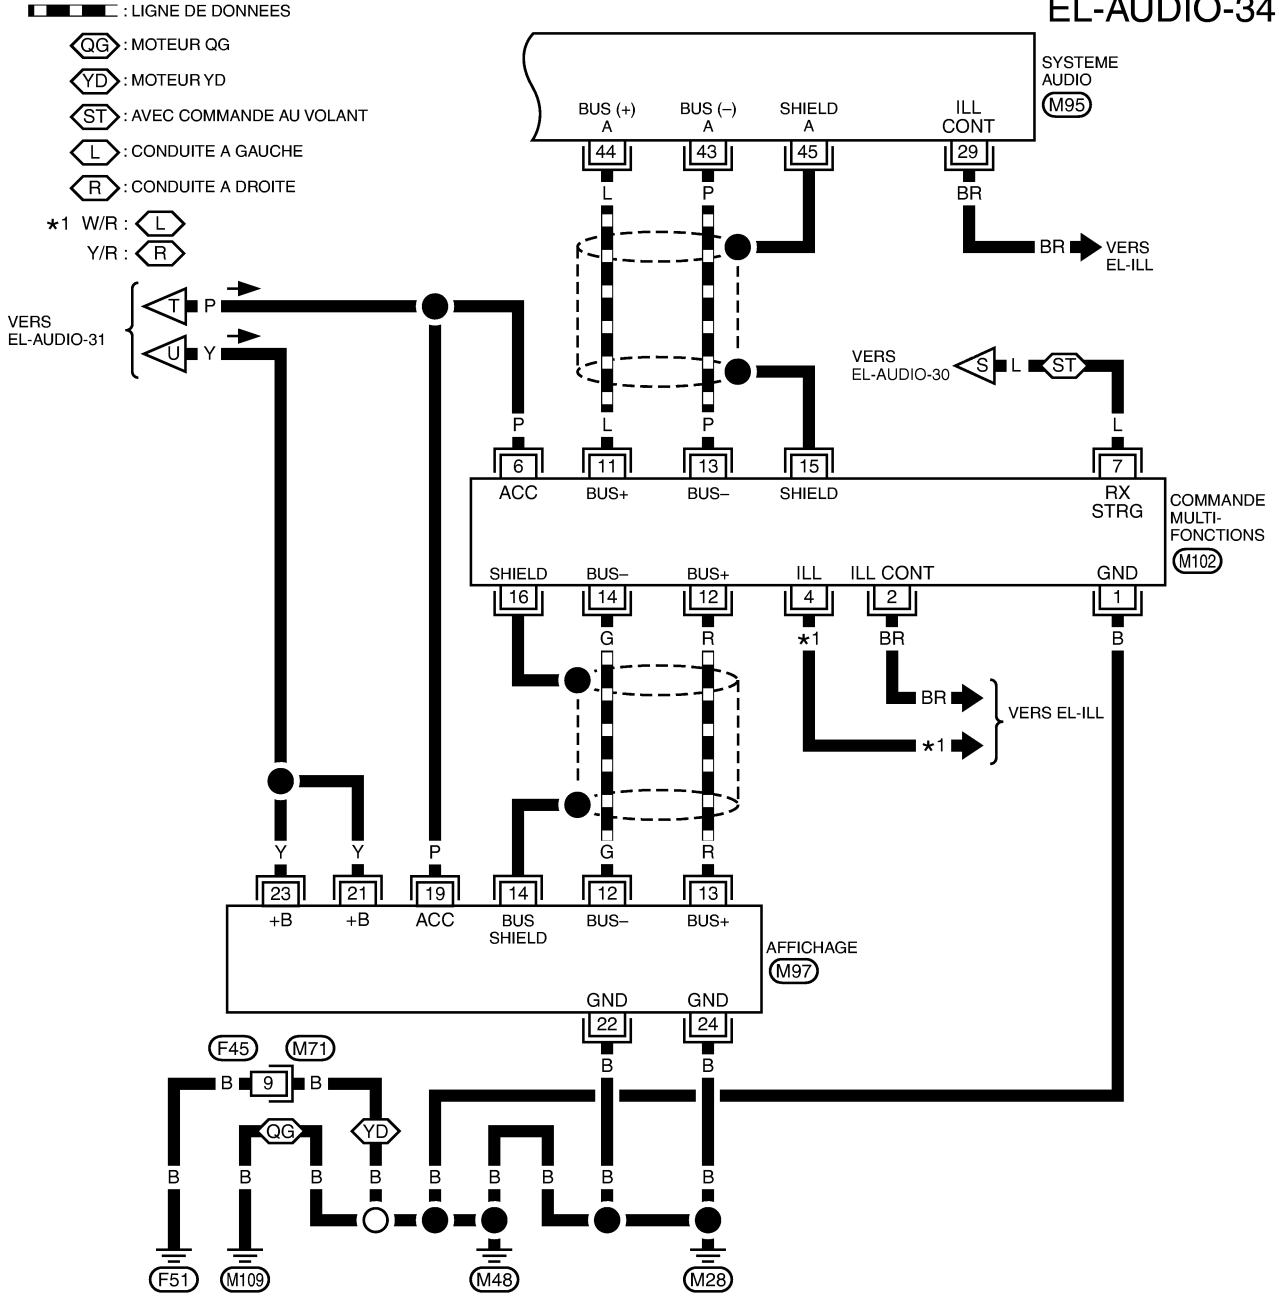 EL-AUDIO-34
: LIGNE DE DONNEES
QG : MOTEUR QG
YD : MOTEUR YD
ST : AVEC COMMANDE AU VOLANT
L : CONDUITE A GAUCHE
R : CONDUITE A DROITE
*1 W/R : L
Y/R : R
SYSTEME
AUDIO
M95
BUS (+)
A
BUS (–)
A
SHIELD
A
ILL
CONT
44 43 45 29
L P BR
BR VERS
EL-ILL
VERS
EL-AUDIO-31
T P
U Y
VERS
EL-AUDIO-30
S L ST
P L P L
6 11 13 15 7
ACC BUS+ BUS– SHIELD RX
STRG
COMMANDE
MULTI-
FONCTIONS
M102
SHIELD BUS– BUS+ ILL ILL CONT GND
16 14 12 4 2 1
G R *1 BR B
BR
*1
VERS EL-ILL
Y Y P G R
23 21 19 14 12 13
+B +B ACC BUS
SHIELD
BUS– BUS+
AFFICHAGE
M97
GND GND
22 24
B B
F45 M71
B 9 B
QG YD
B B B B B B B B B
F51 M109 M48 M28